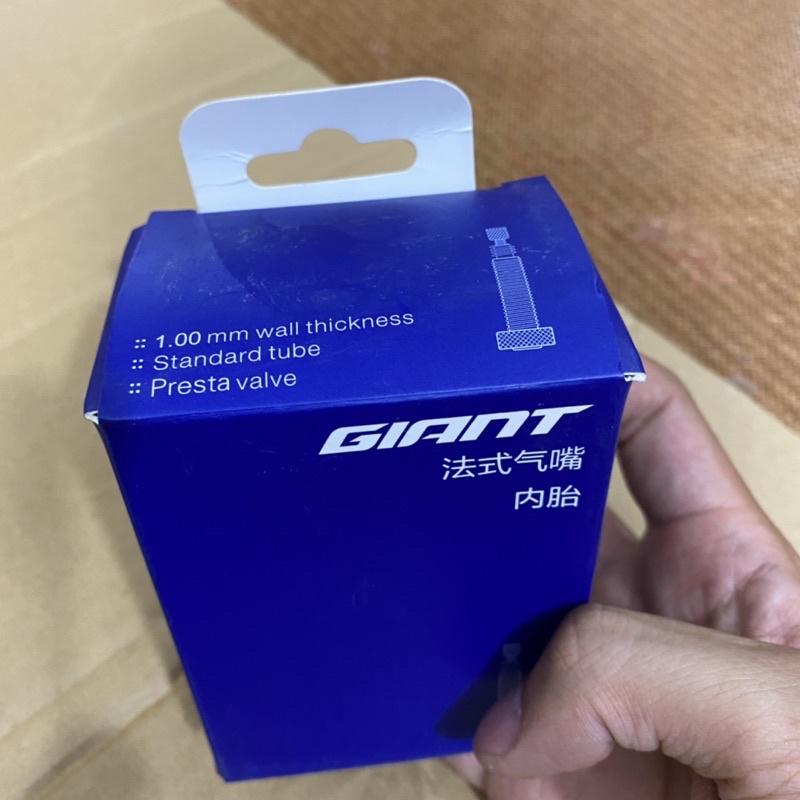 :: 1.00 mm wall thickness
:: Standard tube
:: Presta valve
GIANT
法式气嘴
内胎